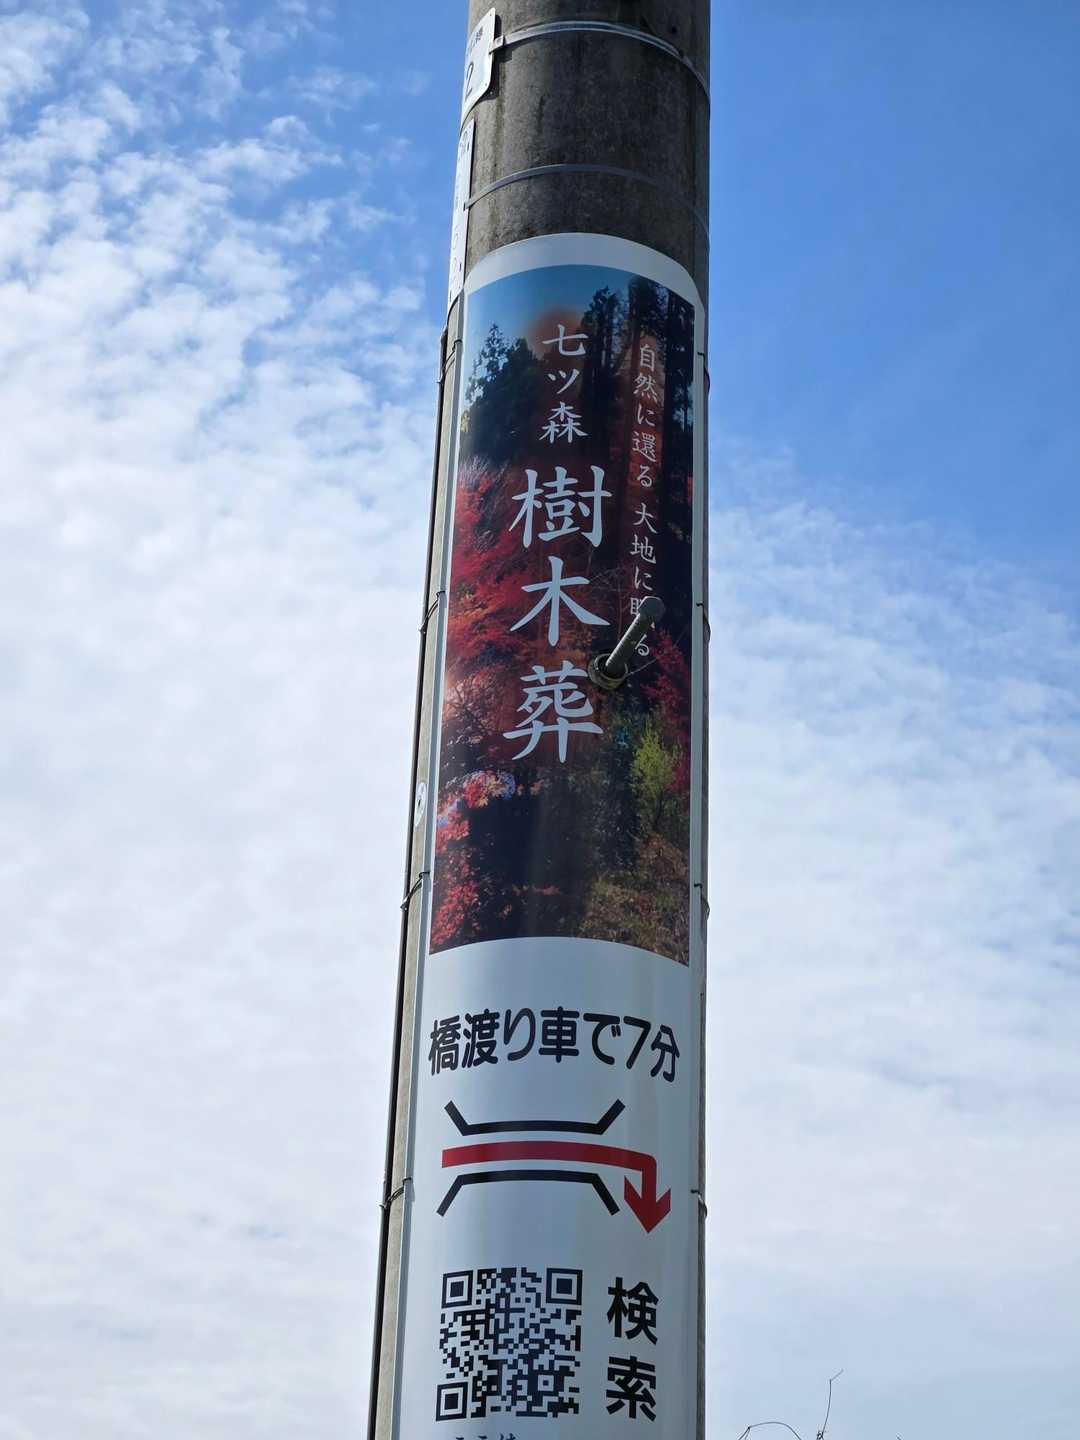 自然に還る 大地に眠る
七ツ森
樹木葬
橋渡り車で7分
検索